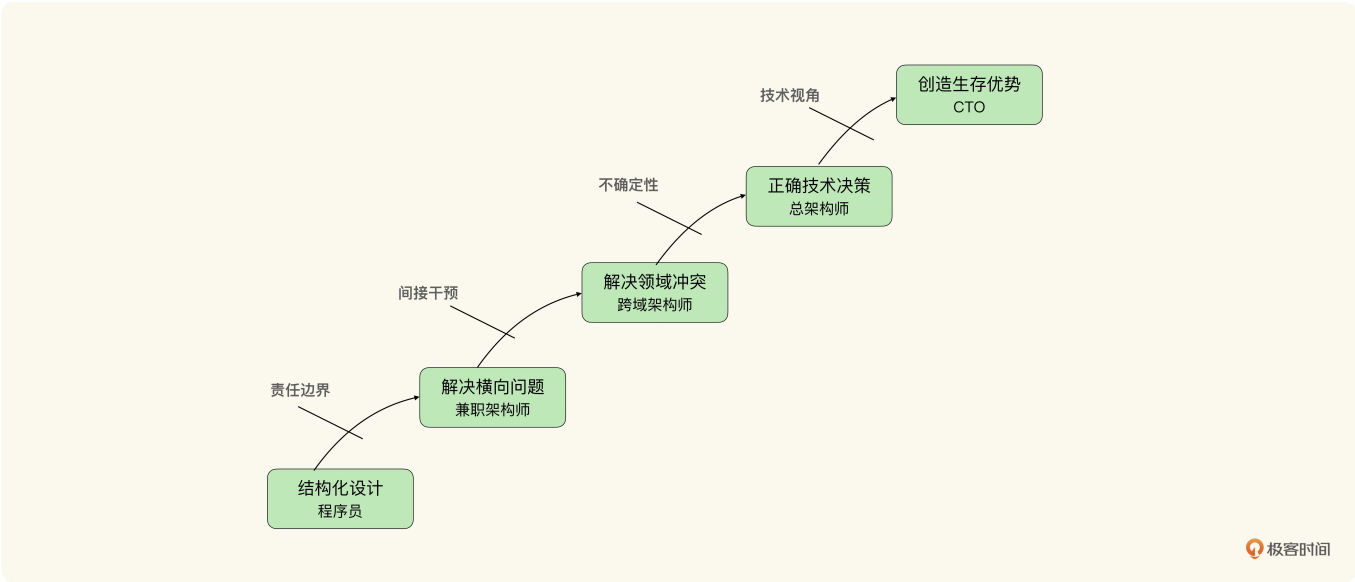 技术视角
创造生存优势
CTO
不确定性
正确技术决策
总架构师
间接干预
解决领域冲突
跨域架构师
责任边界
解决横向问题
兼职架构师
结构化设计
程序员
极客时间